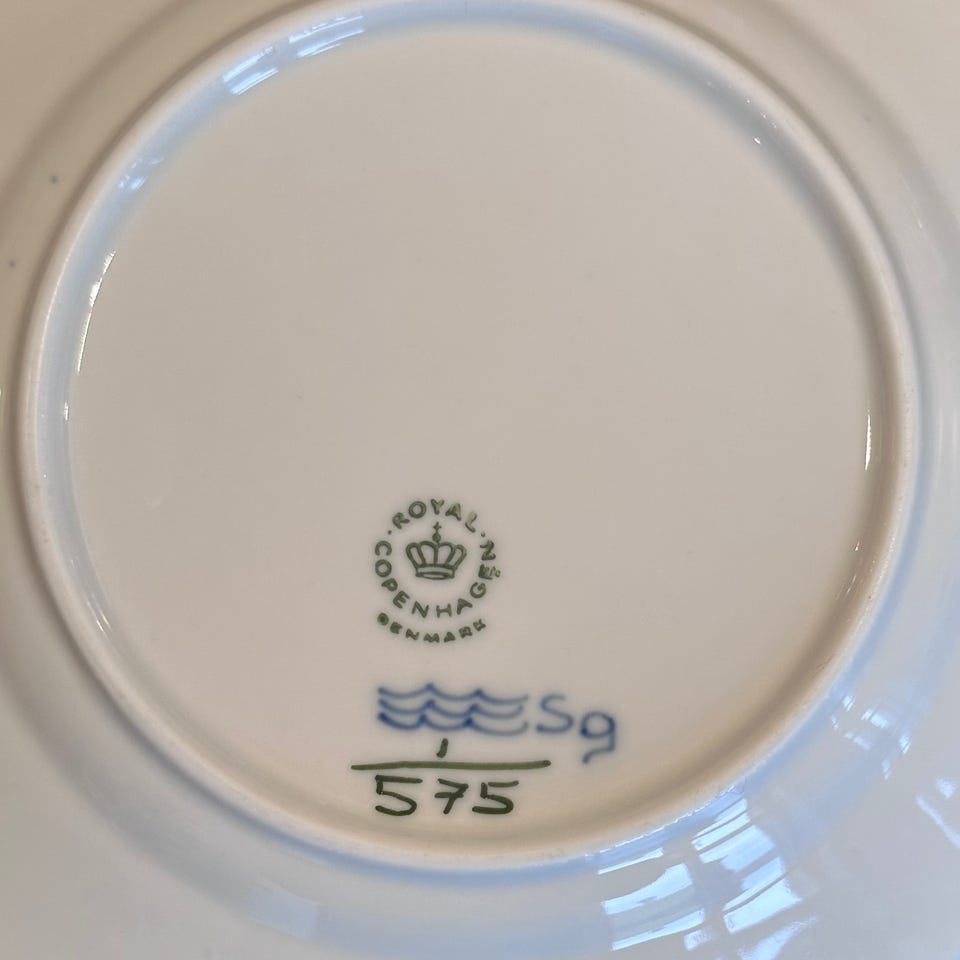 ROYAL
COPENHAGEN
DENMARK
Sg
1
575